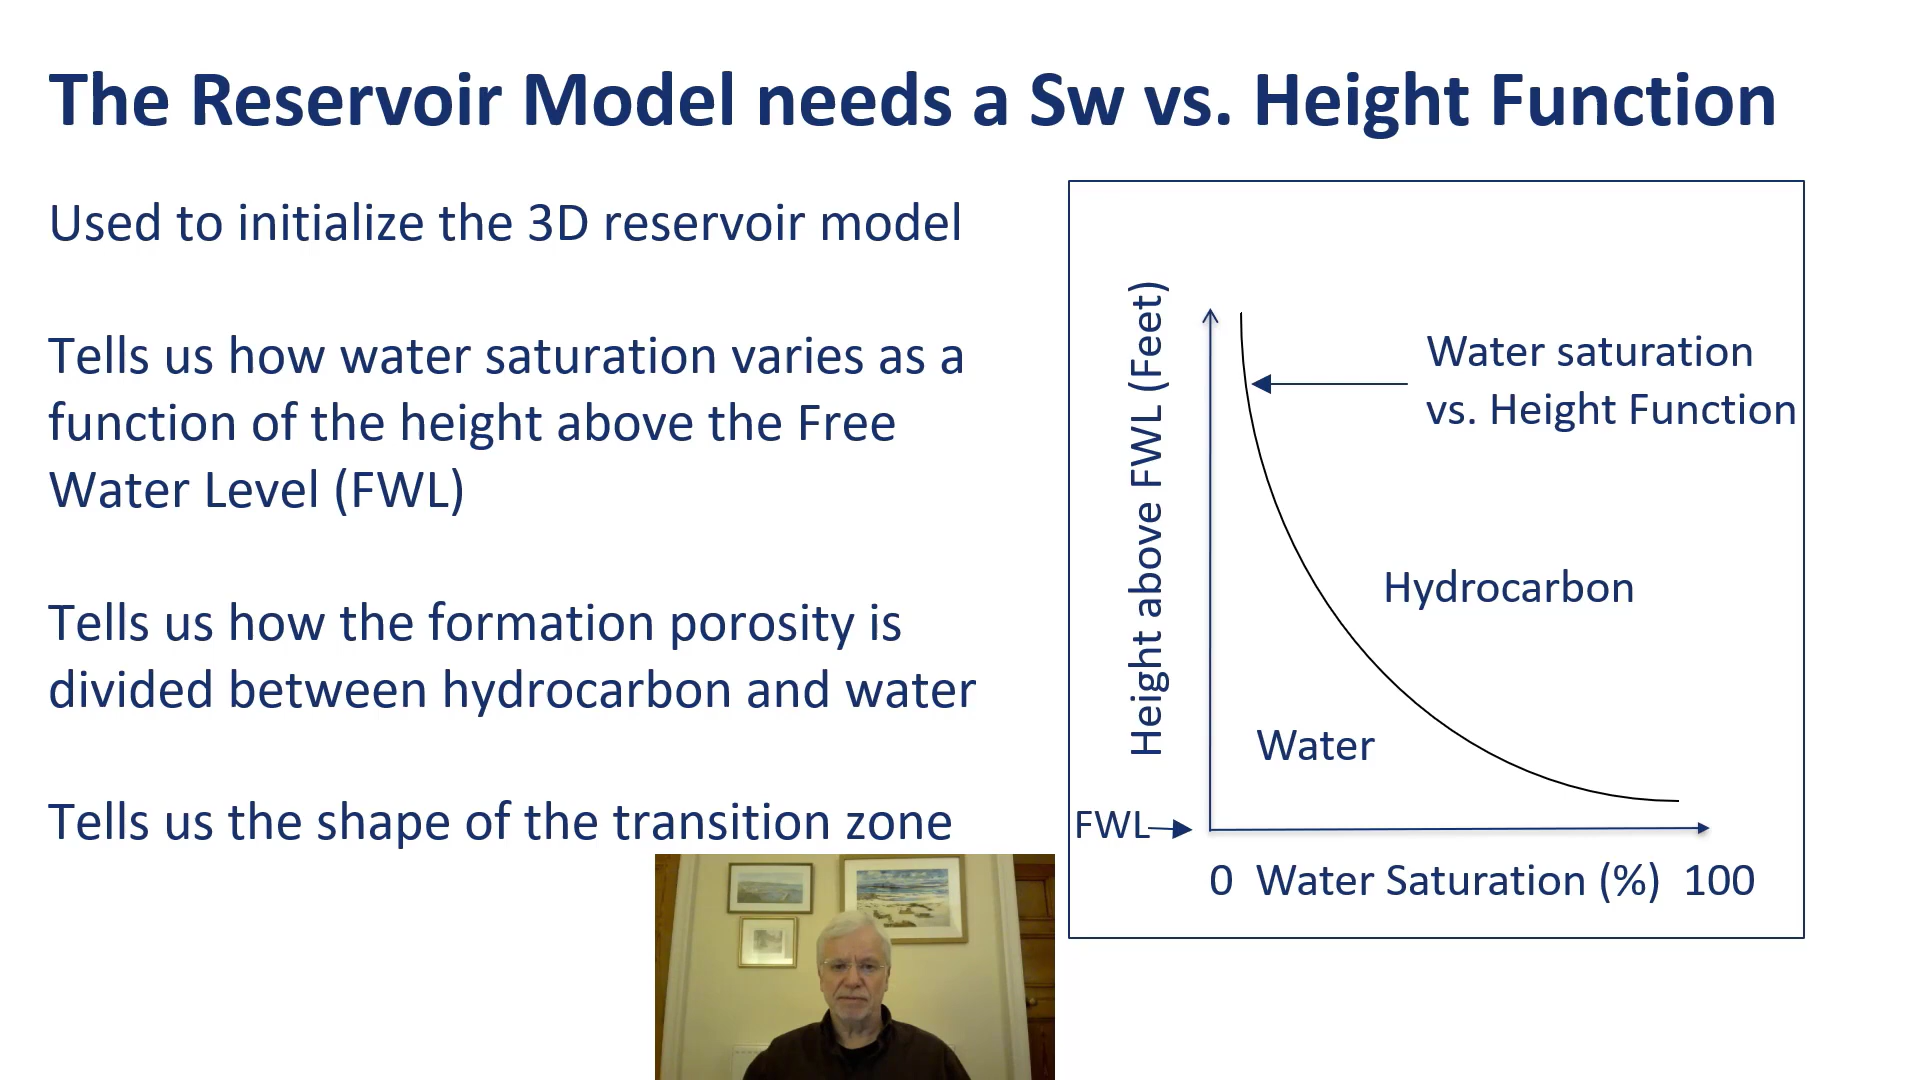 The Reservoir Model needs a Sw vs. Height Function
Used to initialize the 3D reservoir model
Tells us how water saturation varies as a
function of the height above the Free
Water Level (FWL)
Tells us how the formation porosity is
divided between hydrocarbon and water
Tells us the shape of the transition zone
Height above FWL (Feet)
Water saturation
vs. Height Function
Hydrocarbon
Water
FWL
0 Water Saturation (%) 100